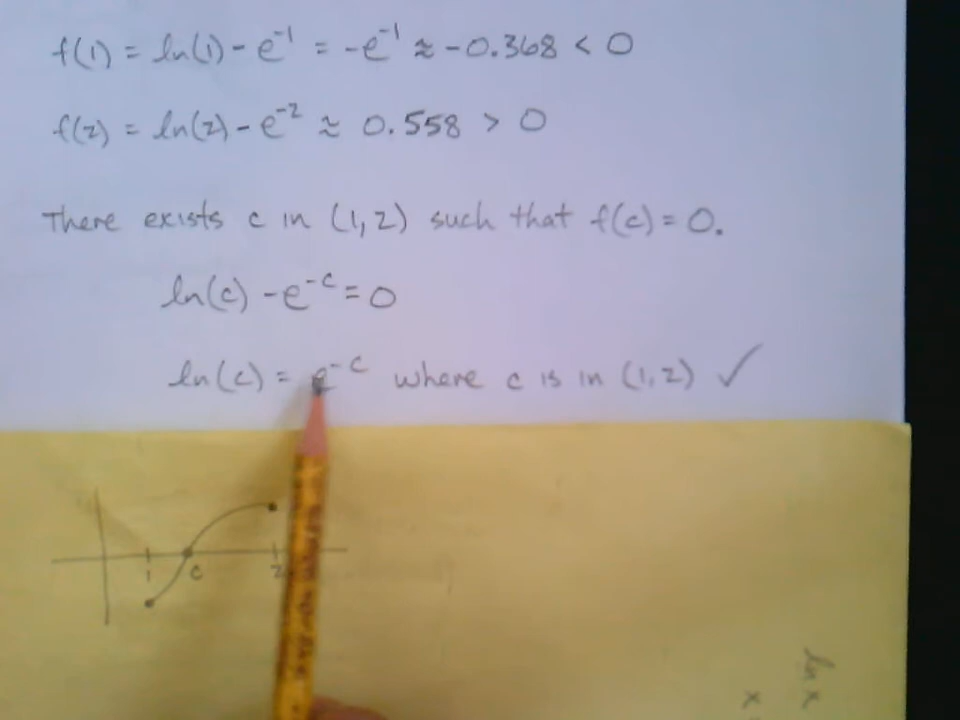 f(1) = ln(1) - e⁻¹ = -e⁻¹ ≈ -0.368 < 0
f(2) = ln(2) - e⁻² ≈ 0.558 > 0
There exists c in (1,2) such that f(c) = 0.
ln(c) - e⁻ᶜ = 0
ln(c) = e⁻ᶜ where c is in (1,2) ✓
1 c 2
ln x
x